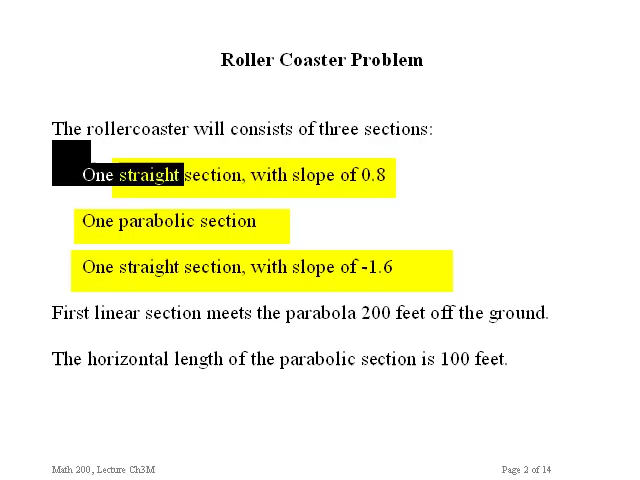 Roller Coaster Problem
The rollercoaster will consists of three sections:
One straight section, with slope of 0.8
One parabolic section
One straight section, with slope of -1.6
First linear section meets the parabola 200 feet off the ground.
The horizontal length of the parabolic section is 100 feet.
Math 200, Lecture Ch3M Page 2 of 14